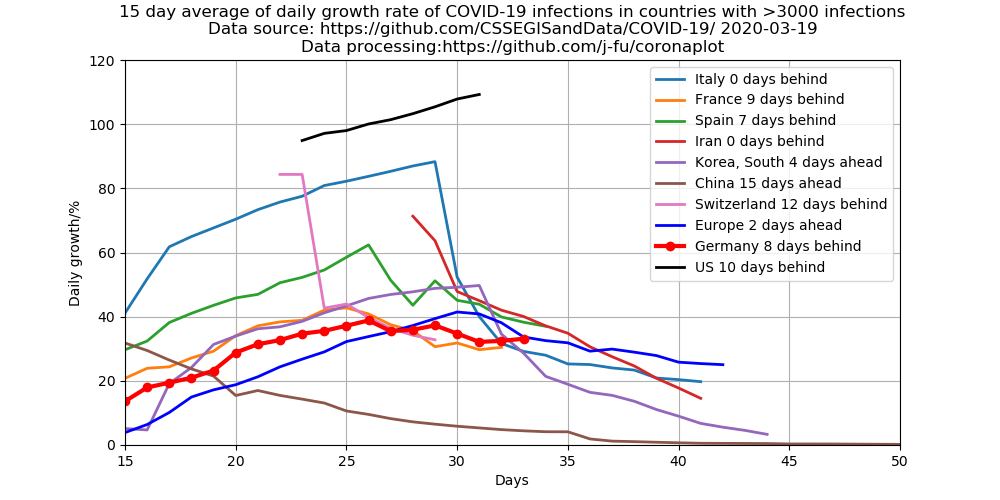 15 day average of daily growth rate of COVID-19 infections in countries with >3000 infections
Data source: https://github.com/CSSEGISandData/COVID-19/ 2020-03-19
Data processing:https://github.com/j-fu/coronaplot
120
100
80
60
40
20
0
Daily growth/%
Italy 0 days behind
France 9 days behind
Spain 7 days behind
Iran 0 days behind
Korea, South 4 days ahead
China 15 days ahead
Switzerland 12 days behind
Europe 2 days ahead
Germany 8 days behind
US 10 days behind
15 20 25 30 35 40 45 50
Days